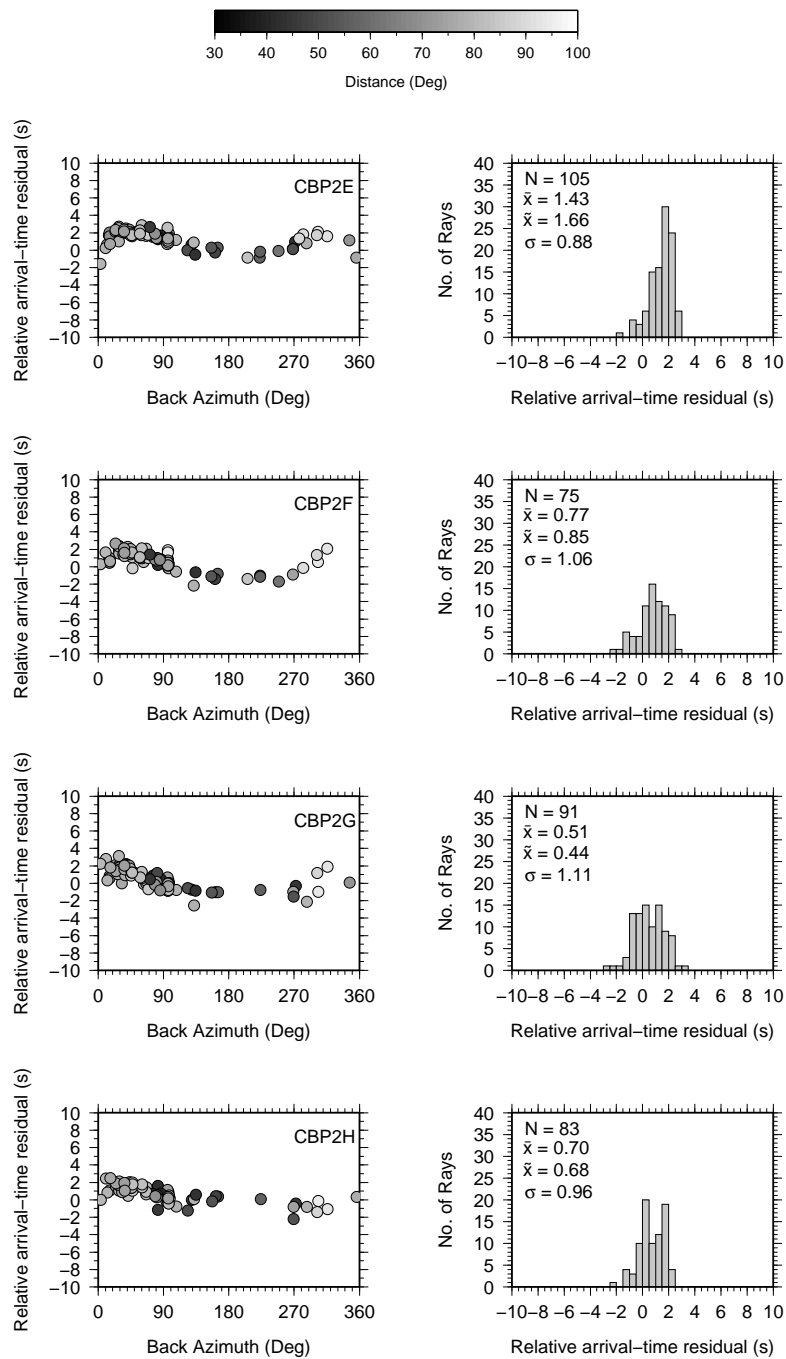 30 40 50 60 70 80 90 100
Distance (Deg)
Relative arrival−time residual (s)
10
8
6
4
2
0
−2
−4
−6
−8
−10
CBP2E
0 90 180 270 360
Back Azimuth (Deg)
No. of Rays
40
35
30
25
20
15
10
5
0
N = 105
x̄ = 1.43
x̃ = 1.66
σ = 0.88
−10−8 −6 −4 −2 0 2 4 6 8 10
Relative arrival−time residual (s)
Relative arrival−time residual (s)
10
8
6
4
2
0
−2
−4
−6
−8
−10
CBP2F
0 90 180 270 360
Back Azimuth (Deg)
No. of Rays
40
35
30
25
20
15
10
5
0
N = 75
x̄ = 0.77
x̃ = 0.85
σ = 1.06
−10−8 −6 −4 −2 0 2 4 6 8 10
Relative arrival−time residual (s)
Relative arrival−time residual (s)
10
8
6
4
2
0
−2
−4
−6
−8
−10
CBP2G
0 90 180 270 360
Back Azimuth (Deg)
No. of Rays
40
35
30
25
20
15
10
5
0
N = 91
x̄ = 0.51
x̃ = 0.44
σ = 1.11
−10−8 −6 −4 −2 0 2 4 6 8 10
Relative arrival−time residual (s)
Relative arrival−time residual (s)
10
8
6
4
2
0
−2
−4
−6
−8
−10
CBP2H
0 90 180 270 360
Back Azimuth (Deg)
No. of Rays
40
35
30
25
20
15
10
5
0
N = 83
x̄ = 0.70
x̃ = 0.68
σ = 0.96
−10−8 −6 −4 −2 0 2 4 6 8 10
Relative arrival−time residual (s)